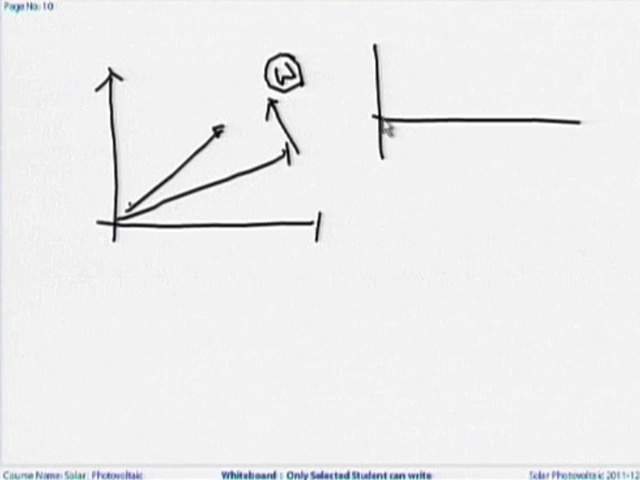 Page No: 10
ω
Course Name: Solar Photovoltaic
Whiteboard : Only Selected Student can write
Solar Photovoltaic 2011-12